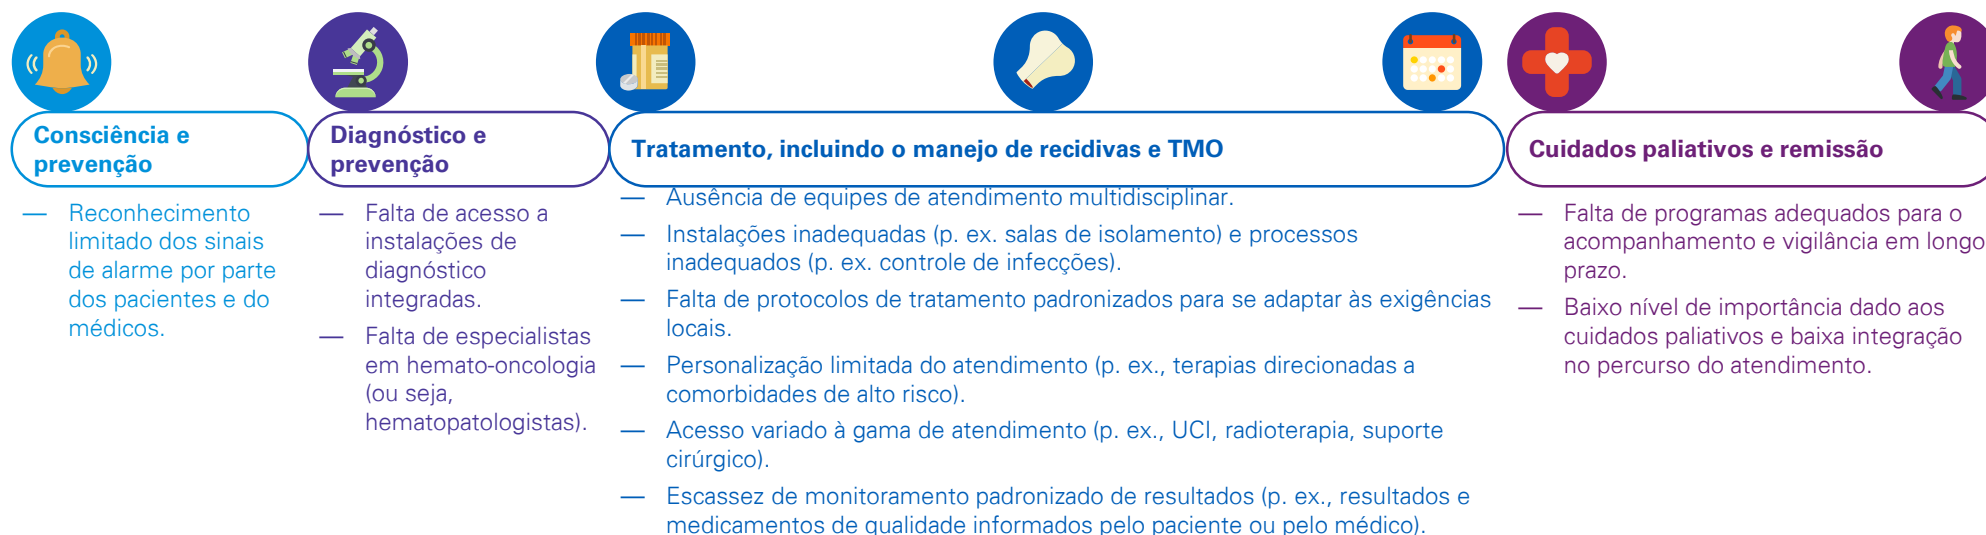 Consciência e
prevenção
— Reconhecimento
limitado dos sinais
de alarme por parte
dos pacientes e do
médicos.
Diagnóstico e
prevenção
— Falta de acesso a
instalações de
diagnóstico
integradas.
— Falta de especialistas
em hemato-oncologia
(ou seja,
hematopatologistas).
Tratamento, incluindo o manejo de recidivas e TMO
— Ausência de equipes de atendimento multidisciplinar.
— Instalações inadequadas (p. ex. salas de isolamento) e processos
inadequados (p. ex. controle de infecções).
— Falta de protocolos de tratamento padronizados para se adaptar às exigências
locais.
— Personalização limitada do atendimento (p. ex., terapias direcionadas a
comorbidades de alto risco).
— Acesso variado à gama de atendimento (p. ex., UCI, radioterapia, suporte
cirúrgico).
— Escassez de monitoramento padronizado de resultados (p. ex., resultados e
medicamentos de qualidade informados pelo paciente ou pelo médico).
Cuidados paliativos e remissão
— Falta de programas adequados para o
acompanhamento e vigilância em longo
prazo.
— Baixo nível de importância dado aos
cuidados paliativos e baixa integração
no percurso do atendimento.